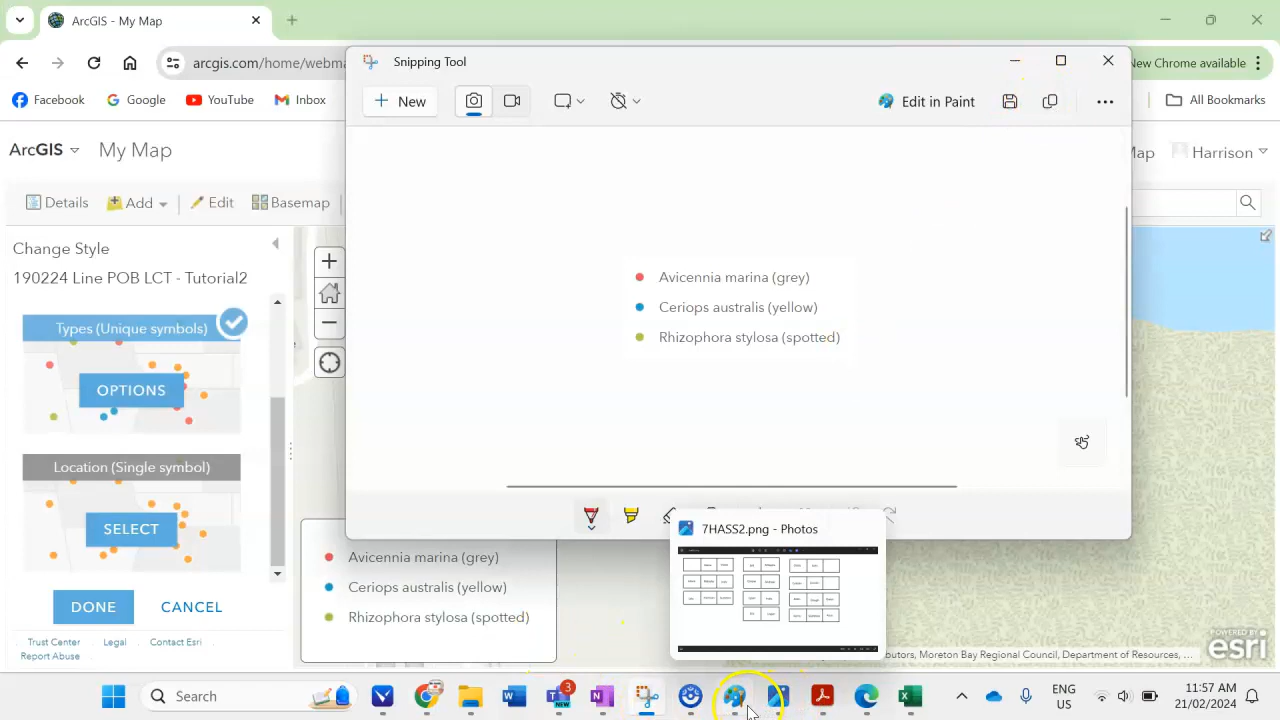 ArcGIS - My Map
arcgis.com/home/webma
New Chrome available
Facebook
Google
YouTube
Inbox
All Bookmarks
ArcGIS
My Map
Map
Harrison
Details
Add
Edit
Basemap
Change Style
190224 Line POB LCT - Tutorial2
Types (Unique symbols)
OPTIONS
Location (Single symbol)
SELECT
DONE
CANCEL
Trust Center
Legal
Contact Esri
Report Abuse
Snipping Tool
New
Edit in Paint
Avicennia marina (grey)
Ceriops australis (yellow)
Rhizophora stylosa (spotted)
7HASS2.png - Photos
Avicennia marina (grey)
Ceriops australis (yellow)
Rhizophora stylosa (spotted)
POWERED BY
esri
butors, Moreton Bay Regional Council, Department of Resources, ...
Search
3
NEW
ENG
US
11:57 AM
21/02/2024